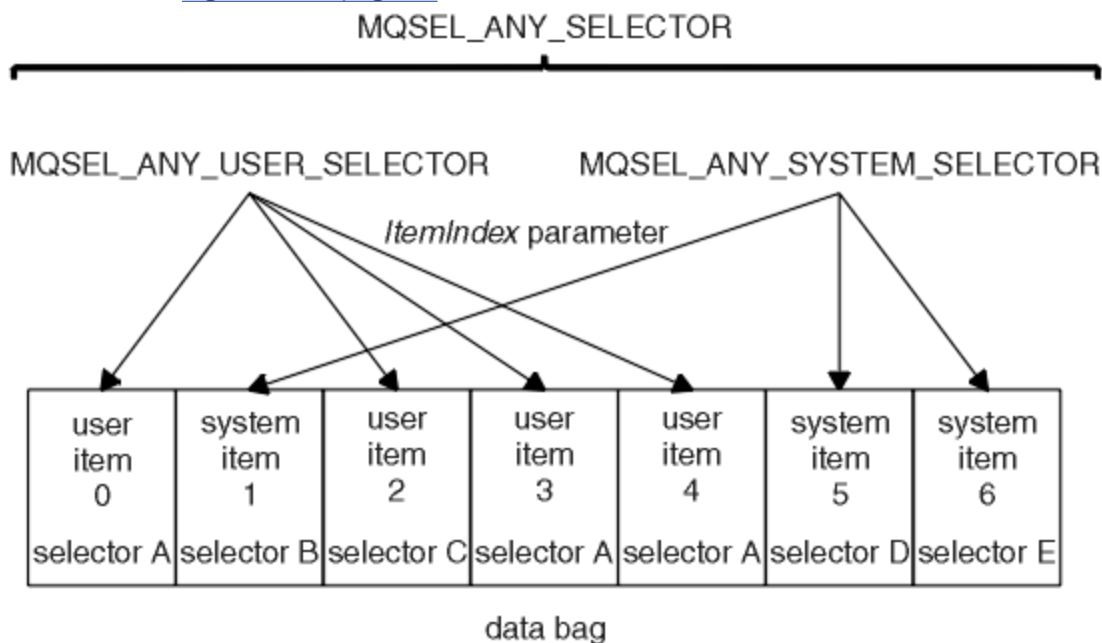 MQSEL_ANY_SELECTOR
MQSEL_ANY_USER_SELECTOR
MQSEL_ANY_SYSTEM_SELECTOR
ItemIndex parameter
user item 0 selector A
system item 1 selector B
user item 2 selector C
user item 3 selector A
user item 4 selector A
system item 5 selector D
system item 6 selector E
data bag